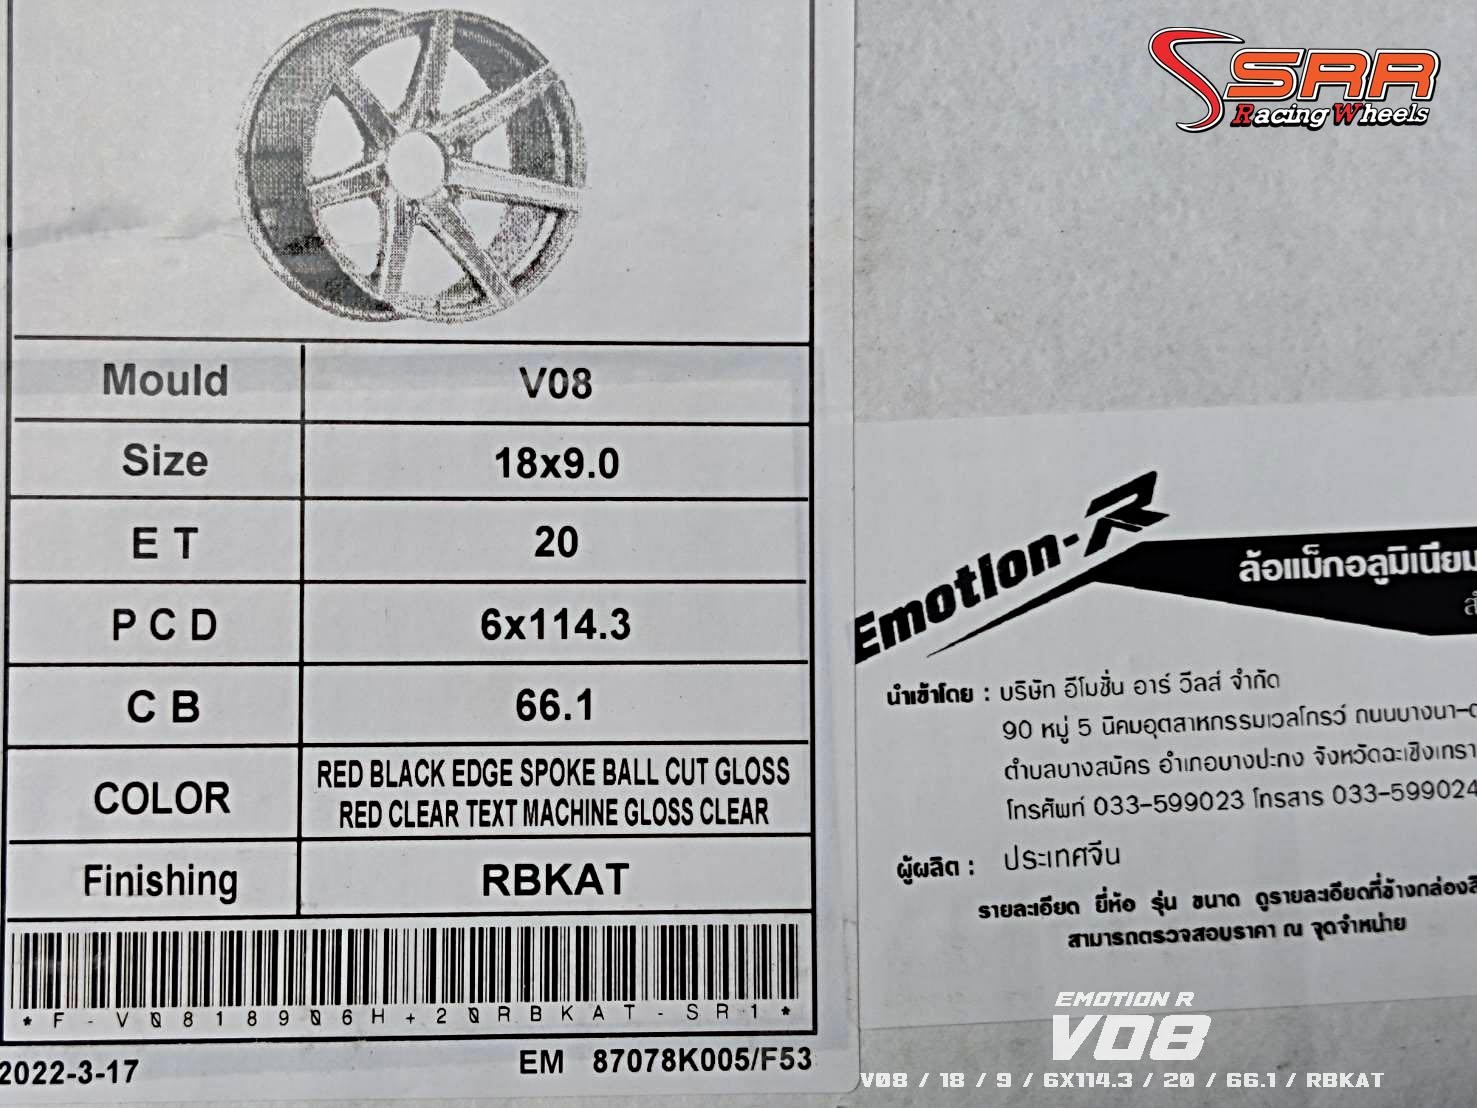 SRR
Racing Wheels
Mould V08
Size 18x9.0
E T 20
P C D 6x114.3
C B 66.1
COLOR RED BLACK EDGE SPOKE BALL CUT GLOSS
RED CLEAR TEXT MACHINE GLOSS CLEAR
Finishing RBKAT
*F-V0818906H+20RBKAT-SR1*
2022-3-17 EM 87078K005/F53
Emotion-R
ล้อแม็กอลูมิเนียม
นำเข้าโดย : บริษัท อีโมชั่น อาร์ วีลส์ จำกัด
90 หมู่ 5 นิคมอุตสาหกรรมเวลโกรว์ ถนนบางนา-
ตำบลบางสมัคร อำเภอบางปะกง จังหวัดฉะเชิงเทรา
โทรศัพท์ 033-599023 โทรสาร 033-599024
ผู้ผลิต : ประเทศจีน
รายละเอียด ยี่ห้อ รุ่น ขนาด ดูรายละเอียดที่ข้างกล่อง
สามารถตรวจสอบราคา ณ จุดจำหน่าย
EMOTION R
V08
V08 / 18 / 9 / 6X114.3 / 20 / 66.1 / RBKAT